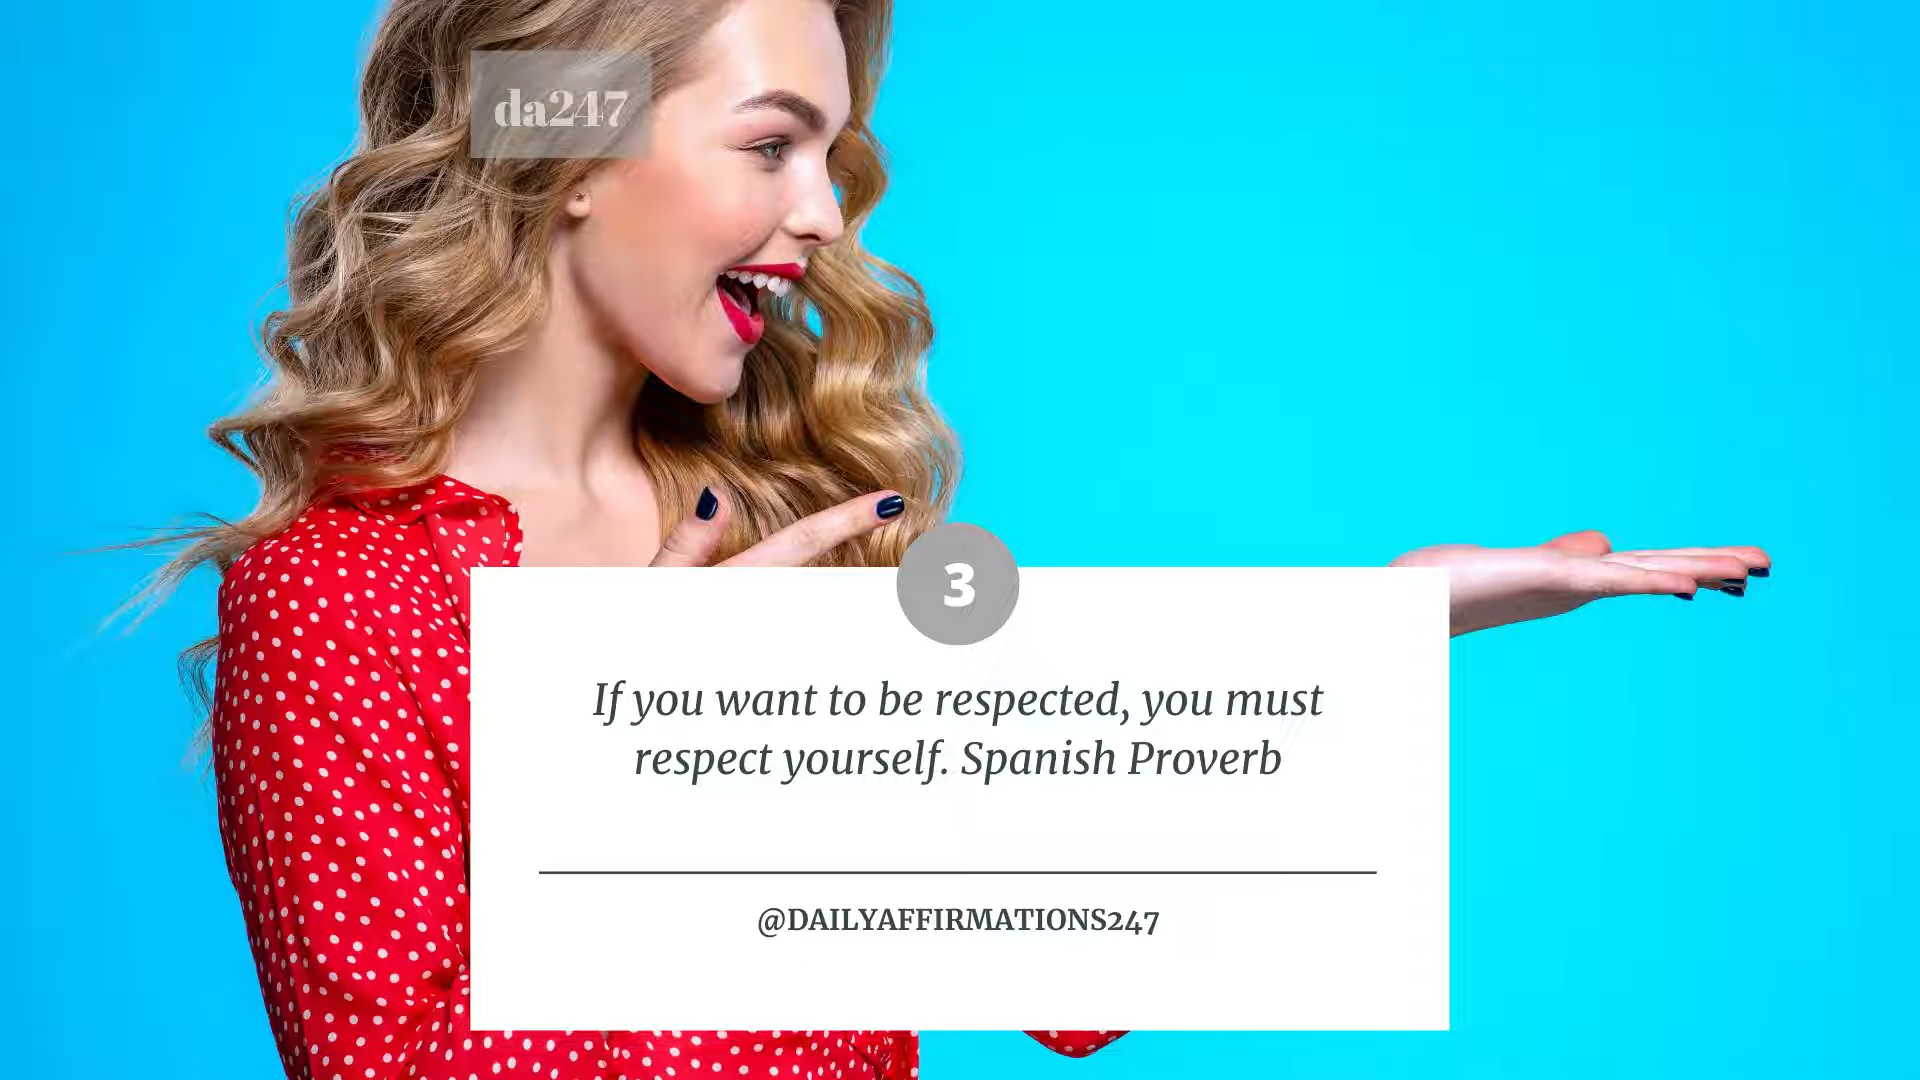 da247
3
If you want to be respected, you must
respect yourself. Spanish Proverb
@DAILYAFFIRMATIONS247